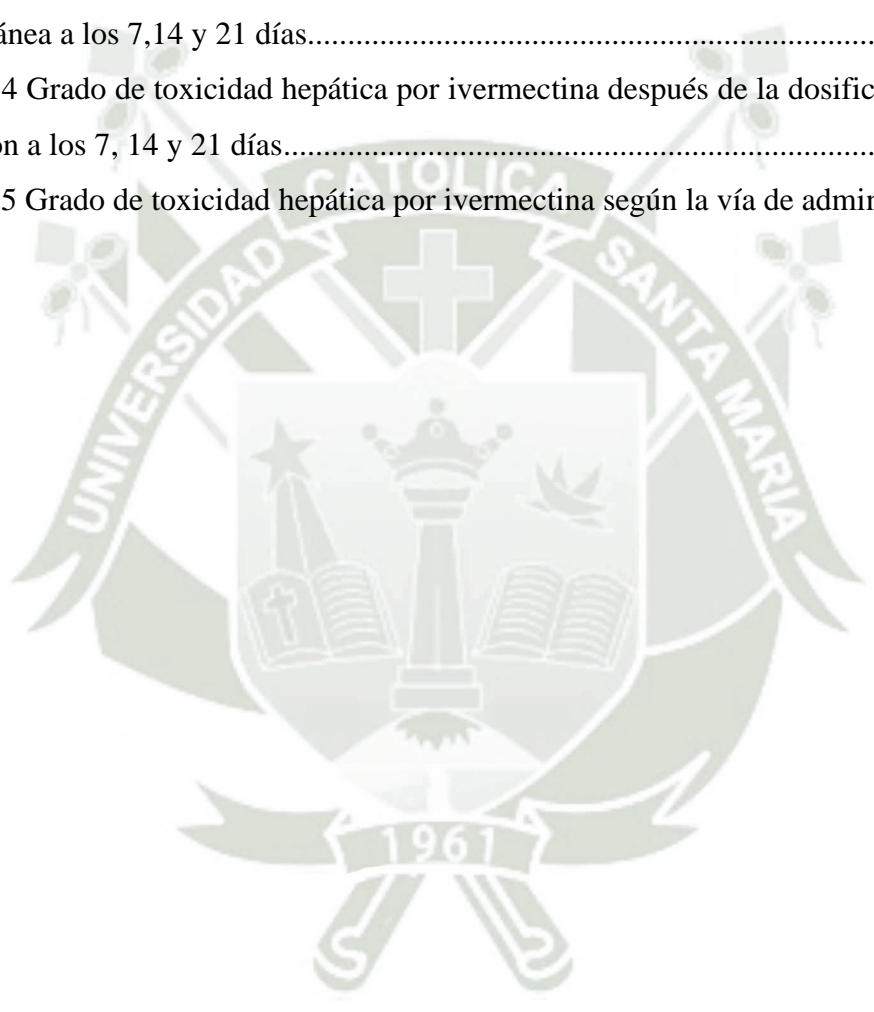 ánea a los 7,14 y 21 días.............................................................................
4 Grado de toxicidad hepática por ivermectina después de la dosific
n a los 7, 14 y 21 días................................................................................
5 Grado de toxicidad hepática por ivermectina según la vía de admin
UNIVERSIDAD CATOLICA SANTA MARIA
1961